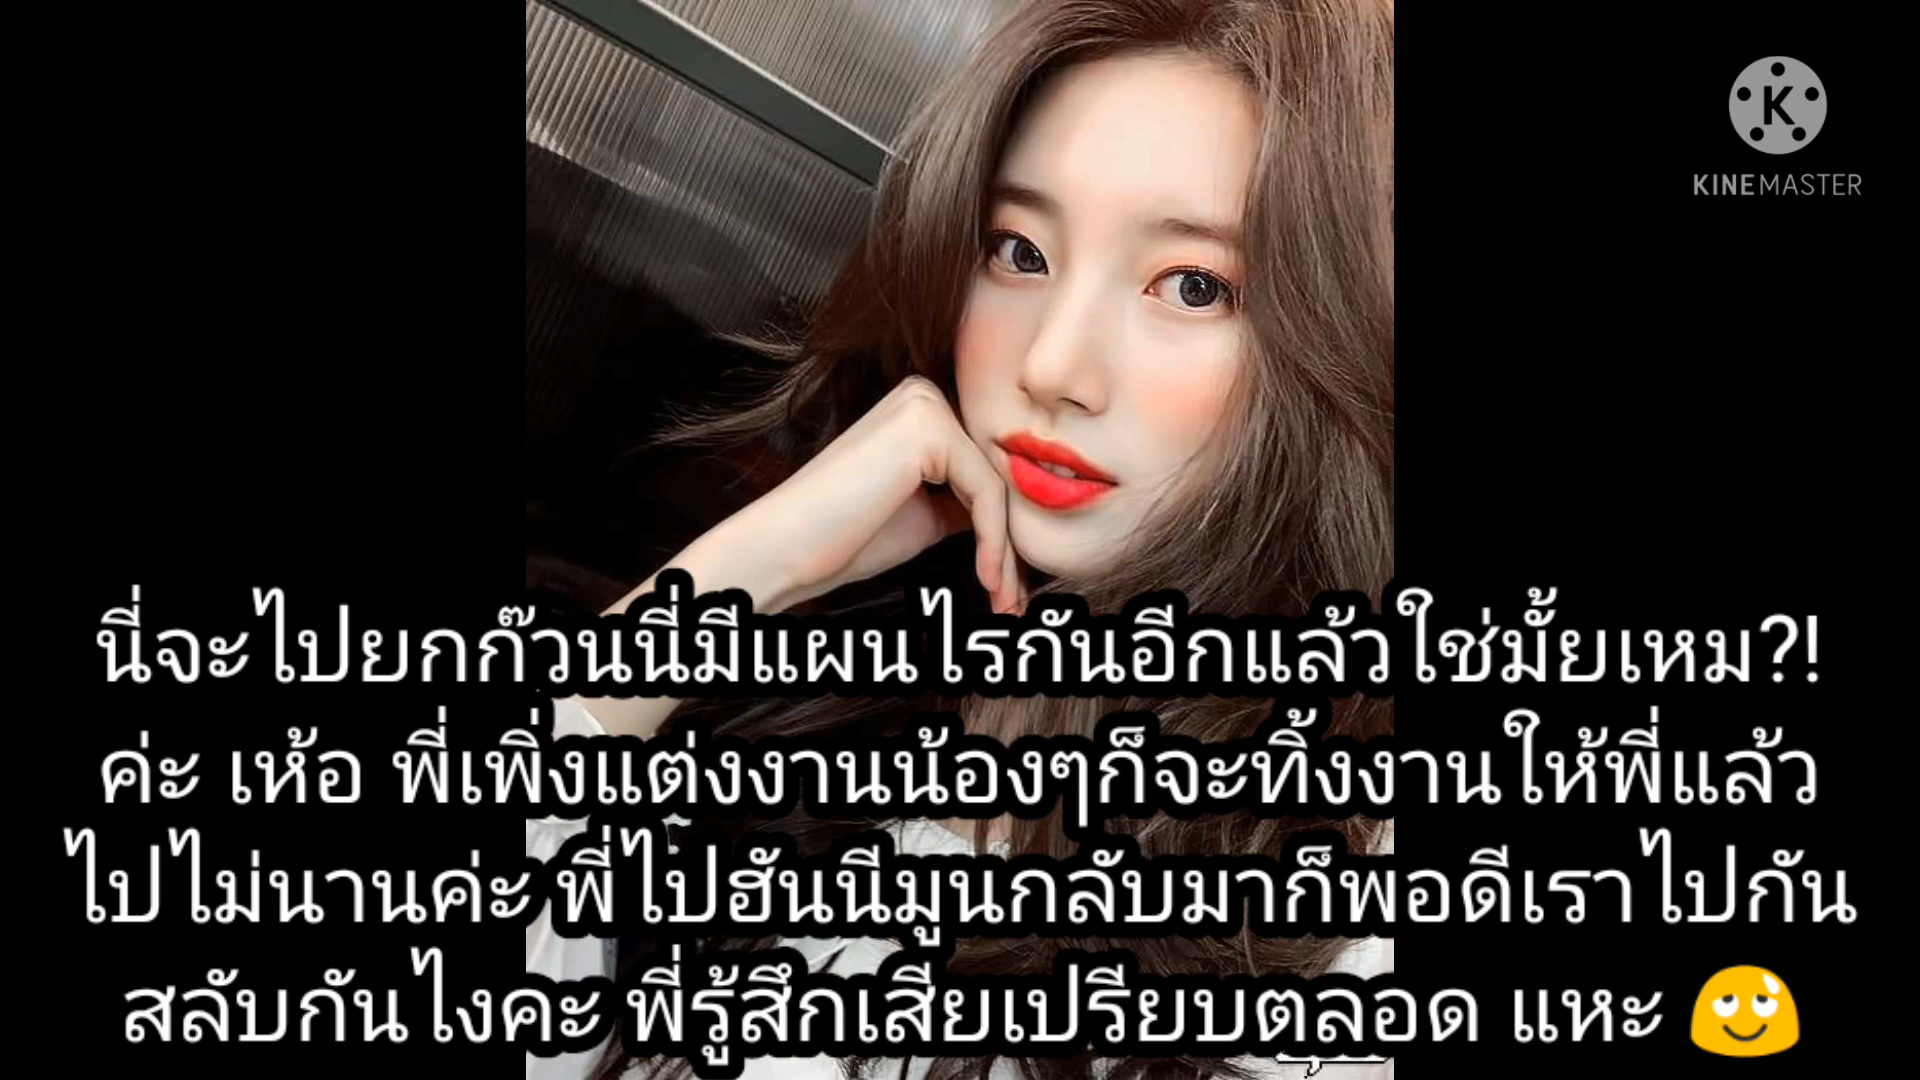 K
KINEMASTER
นี่จะไปยกก๊วนนี่มีแผนไรกันอีกแล้วใช่มั้ยเหม?!
ค่ะ เห้อ พี่เพิ่งแต่งงานน้องๆก็จะทิ้งงานให้พี่แล้ว
ไปไม่นานค่ะ พี่ไปฮันนีมูนกลับมาก็พอดีเราไปกัน
สลับกันไงคะ พี่รู้สึกเสียเปรียบตลอด แหะ 😌